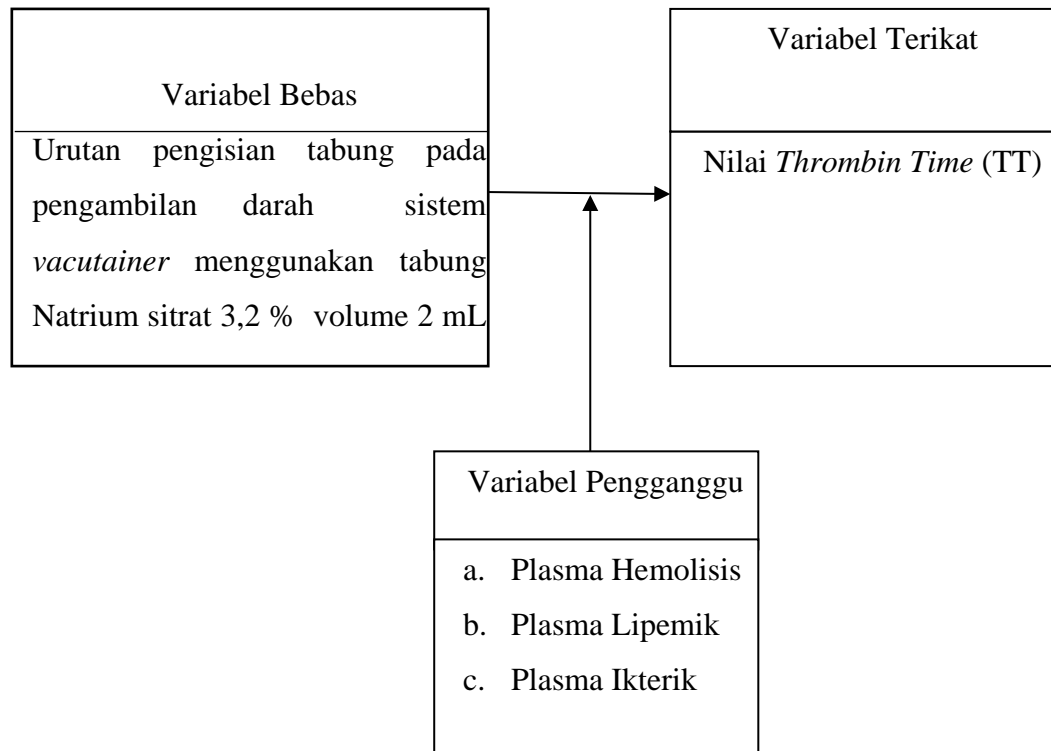 Variabel Bebas
Urutan pengisian tabung pada
pengambilan darah sistem
vacutainer menggunakan tabung
Natrium sitrat 3,2 % volume 2 mL
Variabel Terikat
Nilai Thrombin Time (TT)
Variabel Pengganggu
a. Plasma Hemolisis
b. Plasma Lipemik
c. Plasma Ikterik